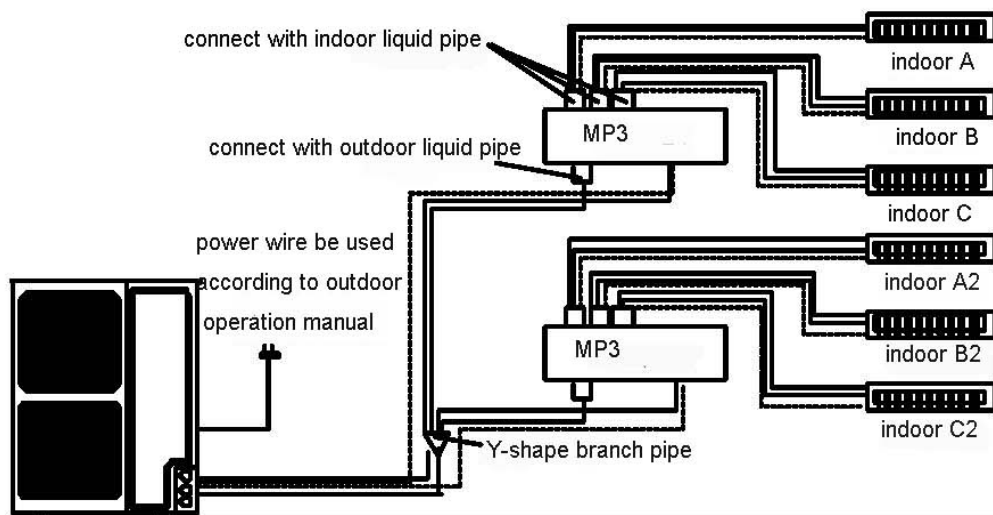 connect with indoor liquid pipe
indoor A
MP3
indoor B
connect with outdoor liquid pipe
indoor C
power wire be used
according to outdoor
operation manual
indoor A2
MP3
indoor B2
indoor C2
Y-shape branch pipe